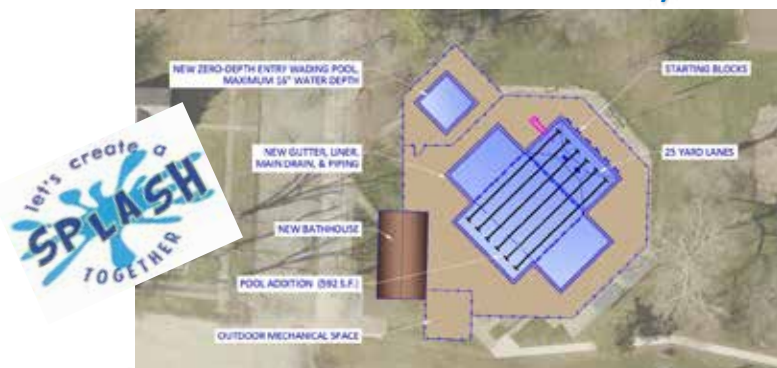 NEW ZERO-DEPTH ENTRY WADING POOL,
MAXIMUM 16" WATER DEPTH
STARTING BLOCKS
let's create a
SPLASH
TOGETHER
NEW GUTTER, LINER,
MAIN DRAIN, & PIPING
25 YARD LANES
NEW BATHHOUSE
POOL ADDITION (592 S.F.)
OUTDOOR MECHANICAL SPACE